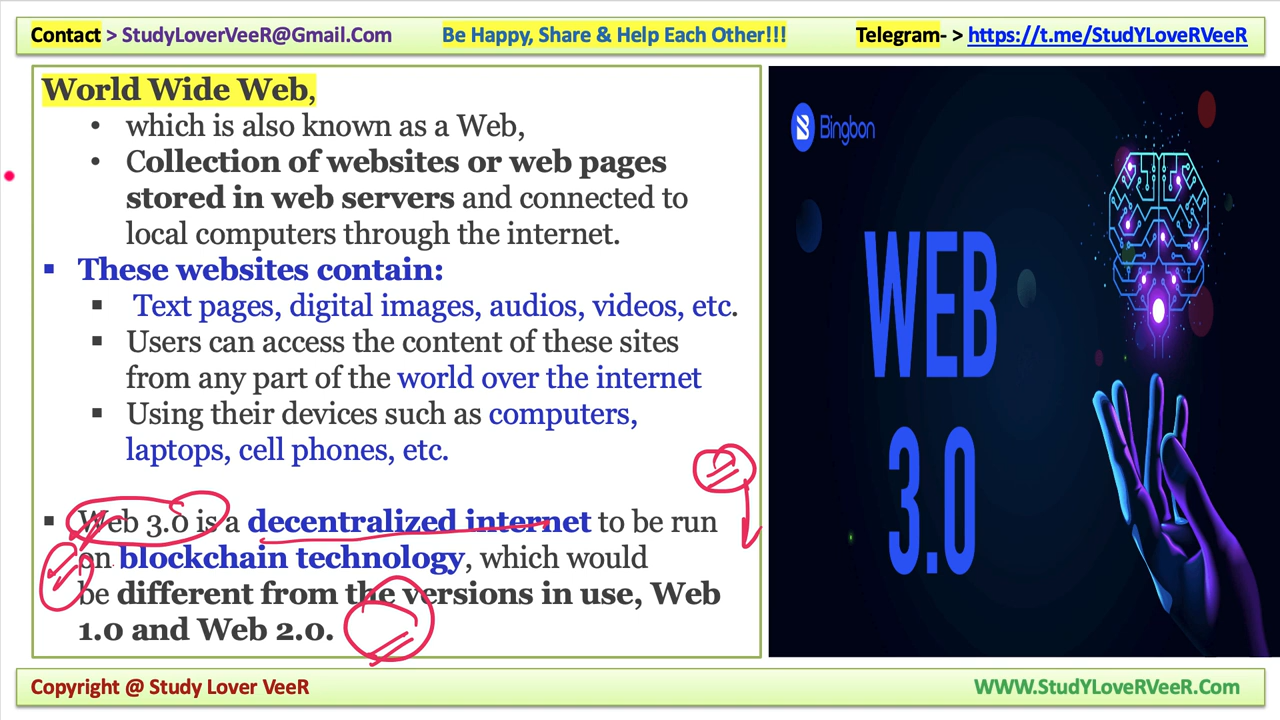 Contact > StudyLoverVeeR@Gmail.Com Be Happy, Share & Help Each Other!!! Telegram- > https://t.me/StudYLoveRVeeR
World Wide Web,
• which is also known as a Web,
• Collection of websites or web pages
stored in web servers and connected to
local computers through the internet.
▪ These websites contain:
▪ Text pages, digital images, audios, videos, etc.
▪ Users can access the content of these sites
from any part of the world over the internet
▪ Using their devices such as computers,
laptops, cell phones, etc.
▪ Web 3.0 is a decentralized internet to be run
on blockchain technology, which would
be different from the versions in use, Web
1.0 and Web 2.0.
Bingbon
WEB
3.0
Copyright @ Study Lover VeeR WWW.StudYLoveRVeeR.Com